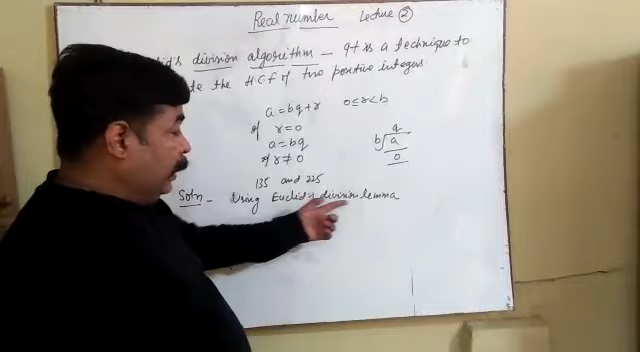 Real number Lecture 2
division algorithm - It is a technique to
the H.C.F of two positive integers.
a = bq + r 0 ≤ r < b
If r = 0
a = bq
If r ≠ 0
q
b a
0
135 and 225
Soln - Using Euclid's division lemma